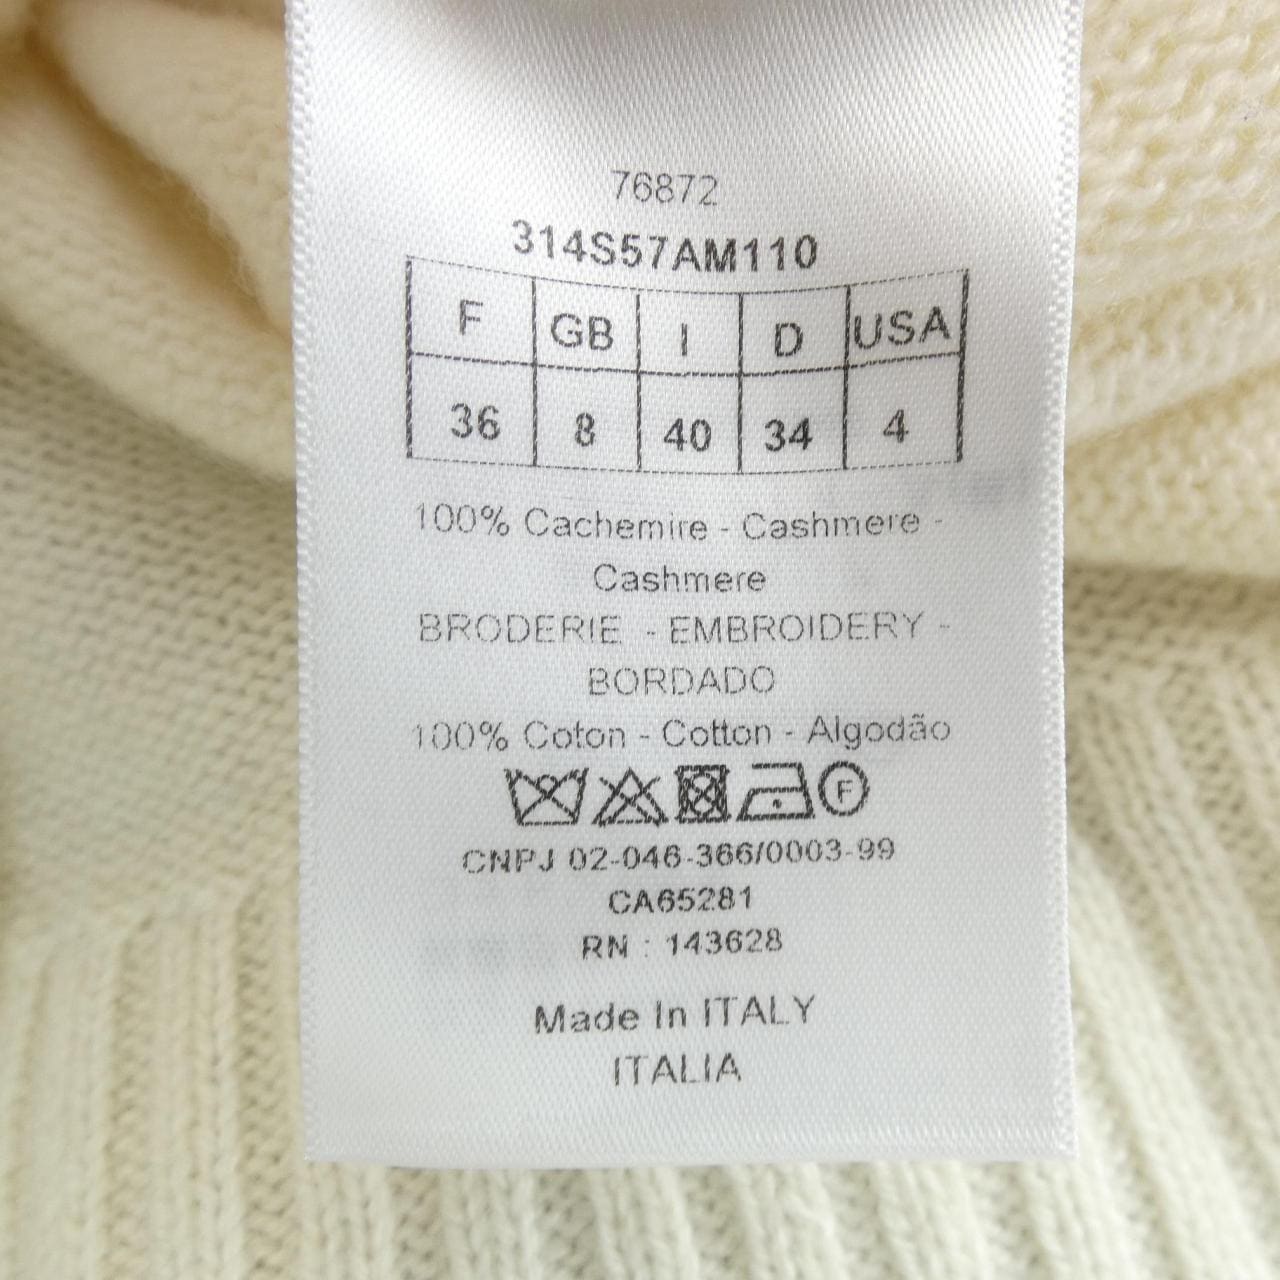 76872
314S57AM110
F GB I D USA
36 8 40 34 4
100% Cachemire - Cashmere -
Cashmere
BRODERIE - EMBROIDERY -
BORDADO
100% Coton - Cotton - Algodão
F
CNPJ 02-046-366/0003-99
CA65281
RN : 143628
Made In ITALY
ITALIA